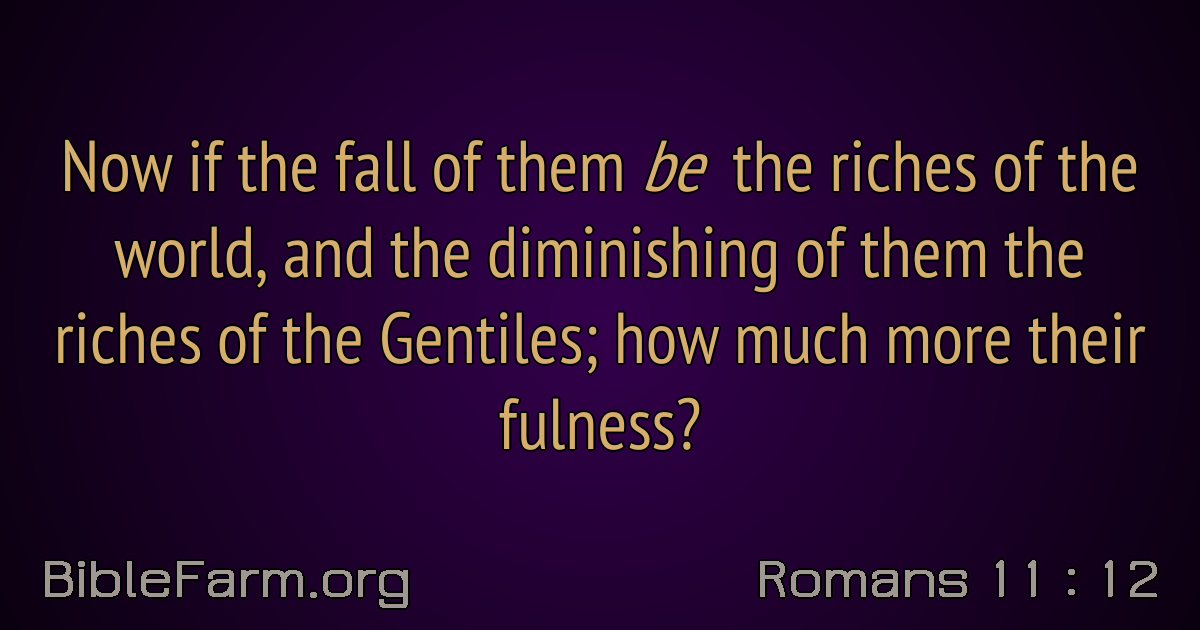 Now if the fall of them be the riches of the
world, and the diminishing of them the
riches of the Gentiles; how much more their
fulness?
BibleFarm.org
Romans 11 : 12